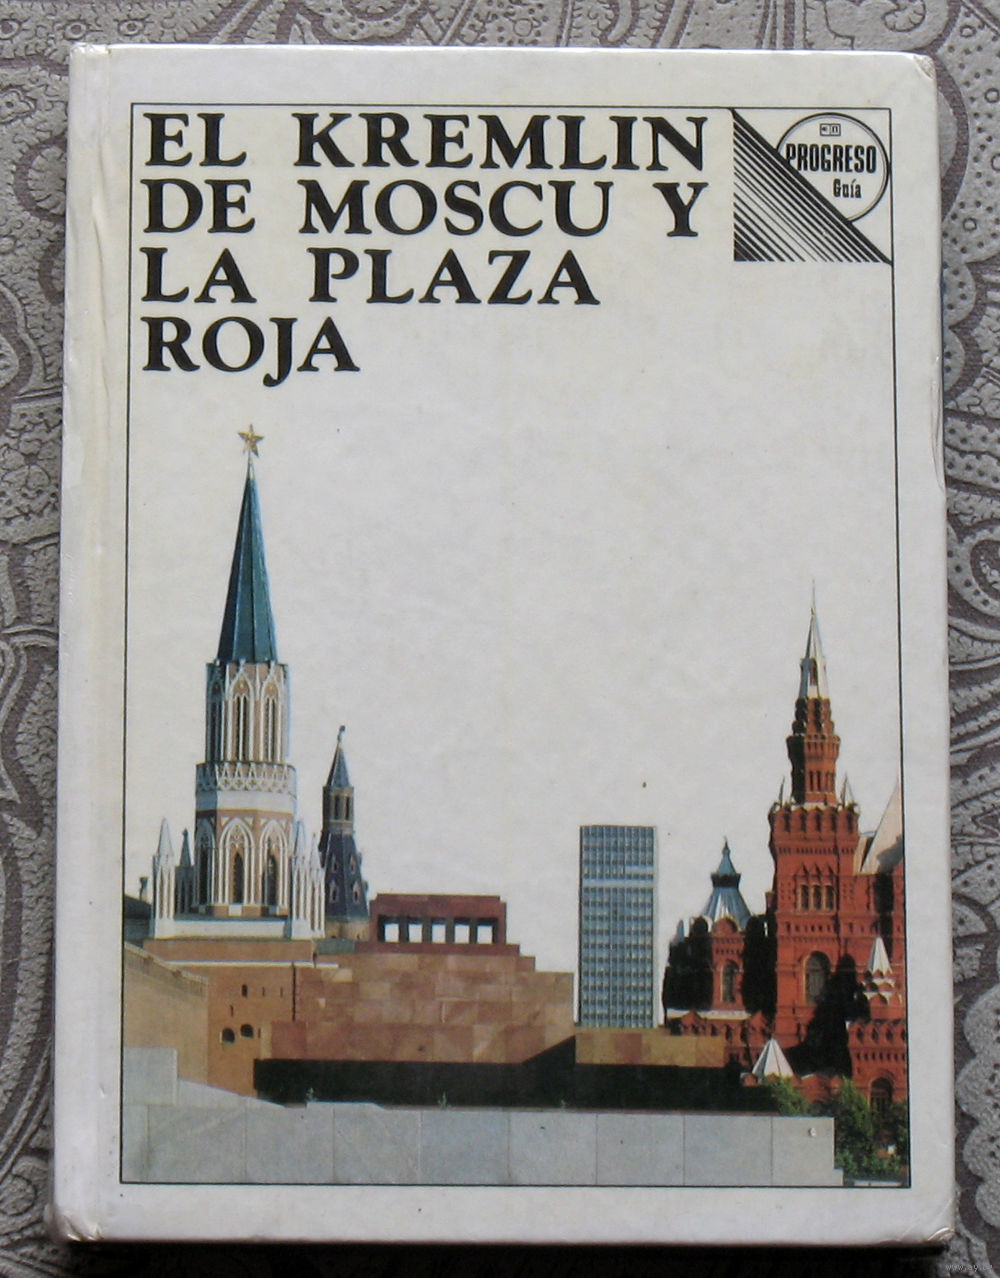 EL KREMLIN
DE MOSCU Y
LA PLAZA
ROJA
PROGRESO
Guía